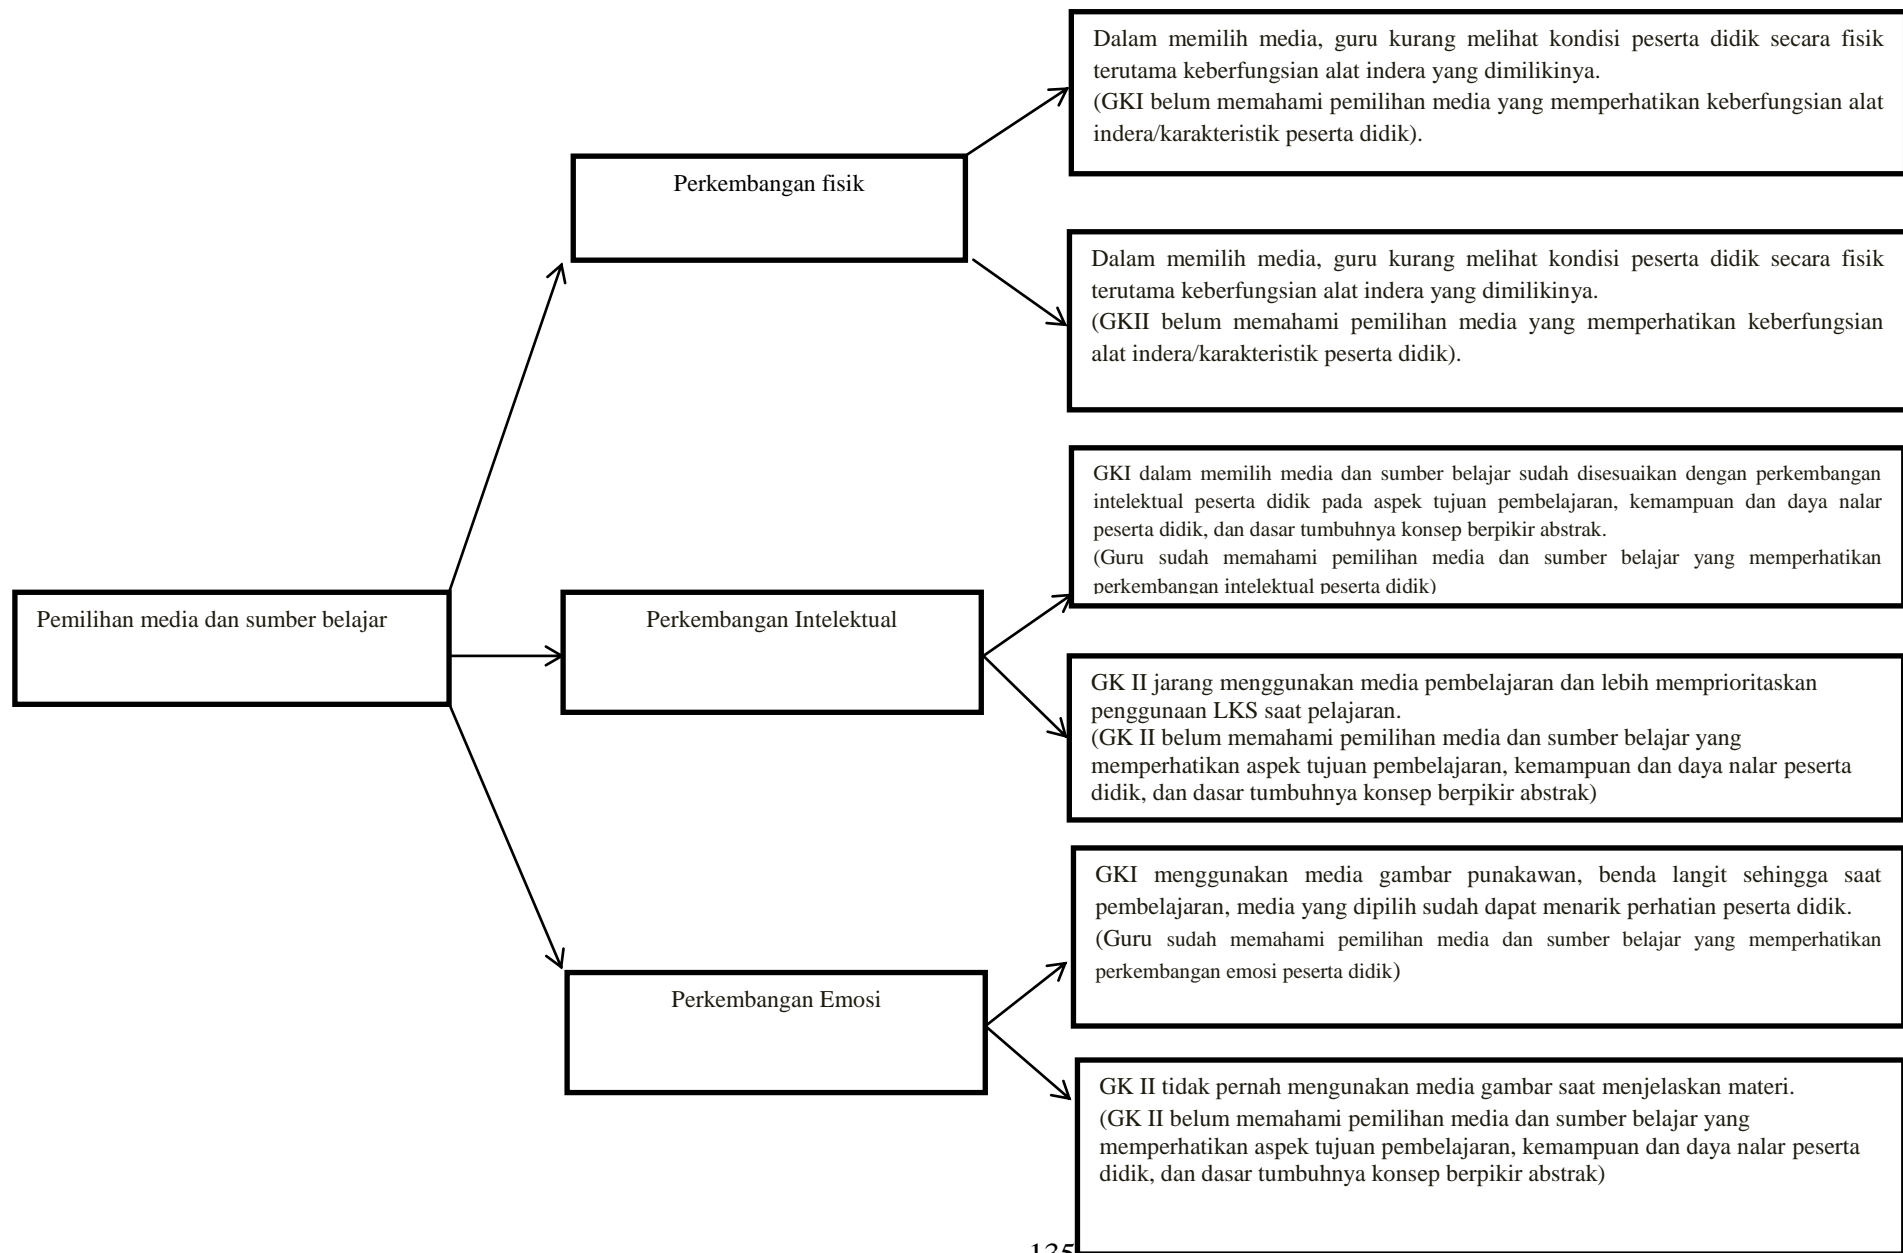 Dalam memilih media, guru kurang melihat kondisi peserta didik secara fisik
terutama keberfungsian alat indera yang dimilikinya.
(GKI belum memahami pemilihan media yang memperhatikan keberfungsian alat
indera/karakteristik peserta didik).
Perkembangan fisik
Dalam memilih media, guru kurang melihat kondisi peserta didik secara fisik
terutama keberfungsian alat indera yang dimilikinya.
(GKII belum memahami pemilihan media yang memperhatikan keberfungsian
alat indera/karakteristik peserta didik).
GKI dalam memilih media dan sumber belajar sudah disesuaikan dengan perkembangan
intelektual peserta didik pada aspek tujuan pembelajaran, kemampuan dan daya nalar
peserta didik, dan dasar tumbuhnya konsep berpikir abstrak.
(Guru sudah memahami pemilihan media dan sumber belajar yang memperhatikan
perkembangan intelektual peserta didik)
Pemilihan media dan sumber belajar
Perkembangan Intelektual
GK II jarang menggunakan media pembelajaran dan lebih memprioritaskan
penggunaan LKS saat pelajaran.
(GK II belum memahami pemilihan media dan sumber belajar yang
memperhatikan aspek tujuan pembelajaran, kemampuan dan daya nalar peserta
didik, dan dasar tumbuhnya konsep berpikir abstrak)
GKI menggunakan media gambar punakawan, benda langit sehingga saat
pembelajaran, media yang dipilih sudah dapat menarik perhatian peserta didik.
(Guru sudah memahami pemilihan media dan sumber belajar yang memperhatikan
perkembangan emosi peserta didik)
Perkembangan Emosi
GK II tidak pernah mengunakan media gambar saat menjelaskan materi.
(GK II belum memahami pemilihan media dan sumber belajar yang
memperhatikan aspek tujuan pembelajaran, kemampuan dan daya nalar peserta
didik, dan dasar tumbuhnya konsep berpikir abstrak)
135